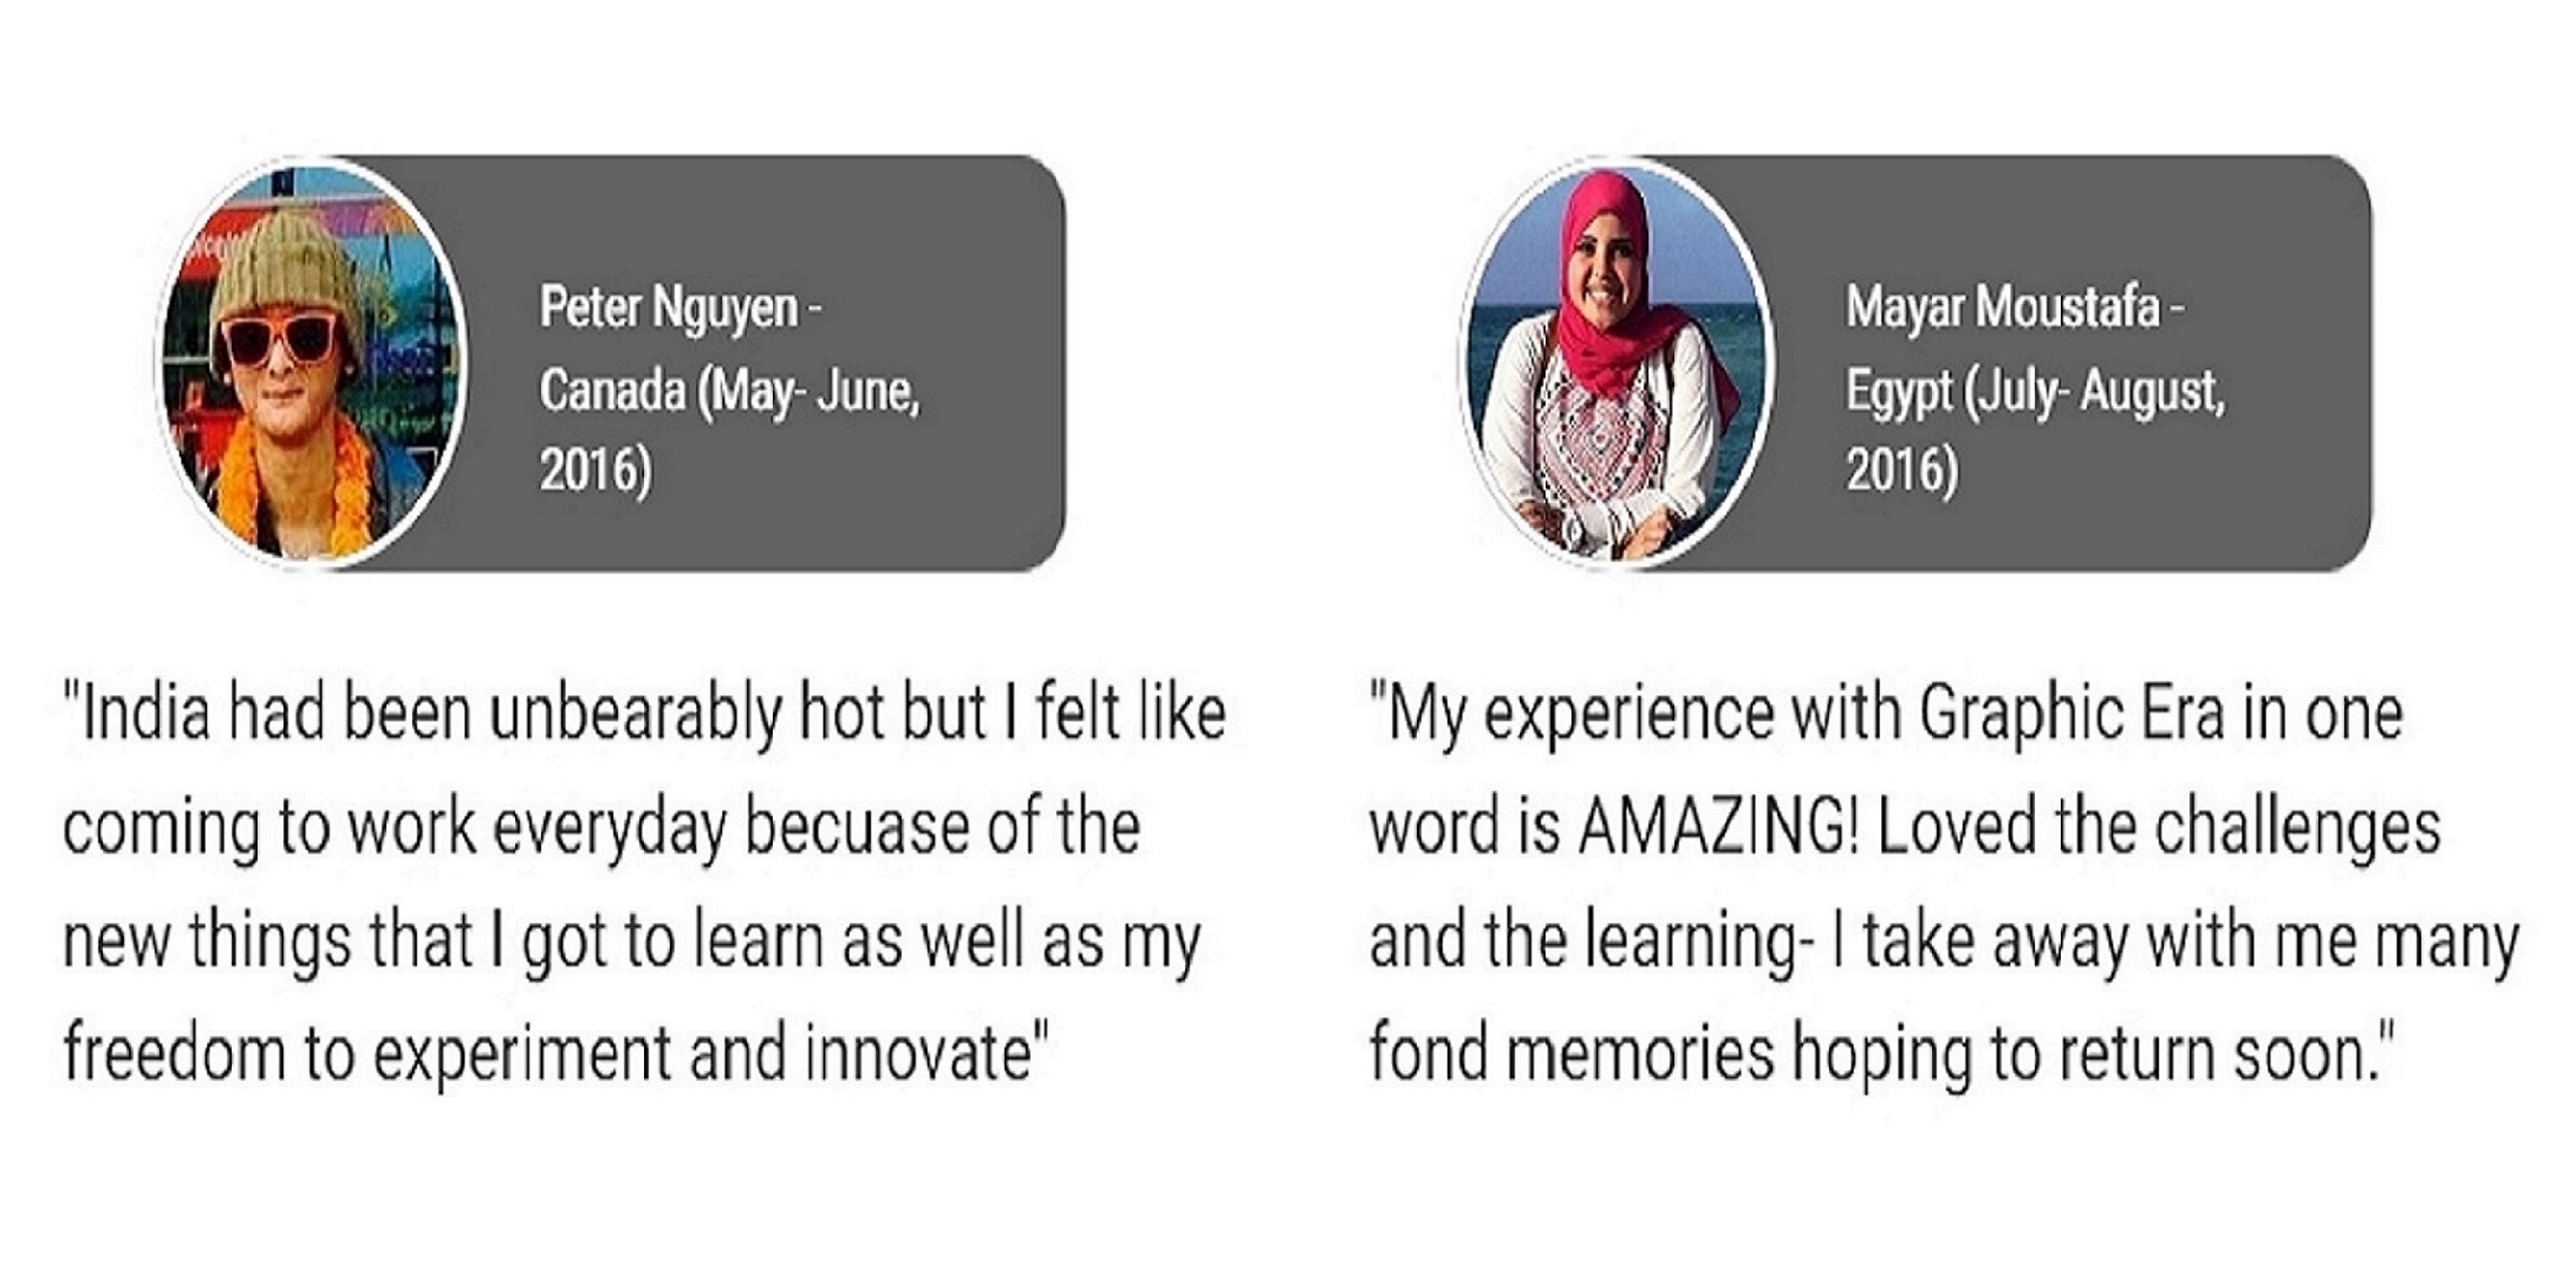 Peter Nguyen -
Canada (May- June,
2016)
"India had been unbearably hot but I felt like
coming to work everyday becuase of the
new things that I got to learn as well as my
freedom to experiment and innovate"
Mayar Moustafa -
Egypt (July- August,
2016)
"My experience with Graphic Era in one
word is AMAZING! Loved the challenges
and the learning- I take away with me many
fond memories hoping to return soon."